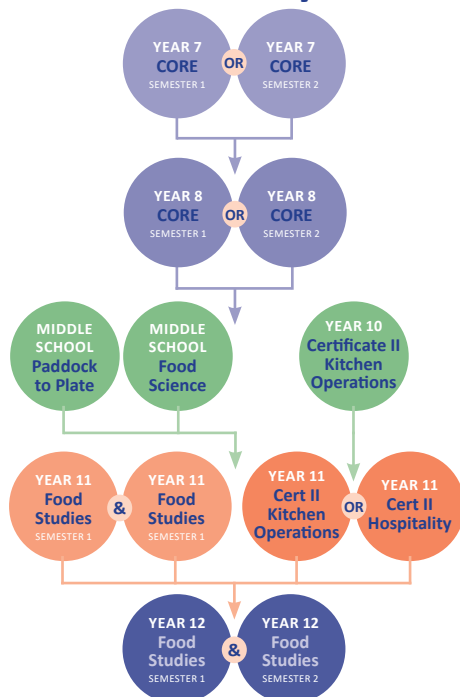 YEAR 7
CORE
SEMESTER 1
OR
YEAR 7
CORE
SEMESTER 2
YEAR 8
CORE
SEMESTER 1
OR
YEAR 8
CORE
SEMESTER 2
MIDDLE
SCHOOL
Paddock
to Plate
MIDDLE
SCHOOL
Food
Science
YEAR 10
Certificate II
Kitchen
Operations
YEAR 11
Food
Studies
SEMESTER 1
&
YEAR 11
Food
Studies
SEMESTER 1
YEAR 11
Cert II
Kitchen
Operations
OR
YEAR 11
Cert II
Hospitality
YEAR 12
Food
Studies
SEMESTER 1
&
YEAR 12
Food
Studies
SEMESTER 2